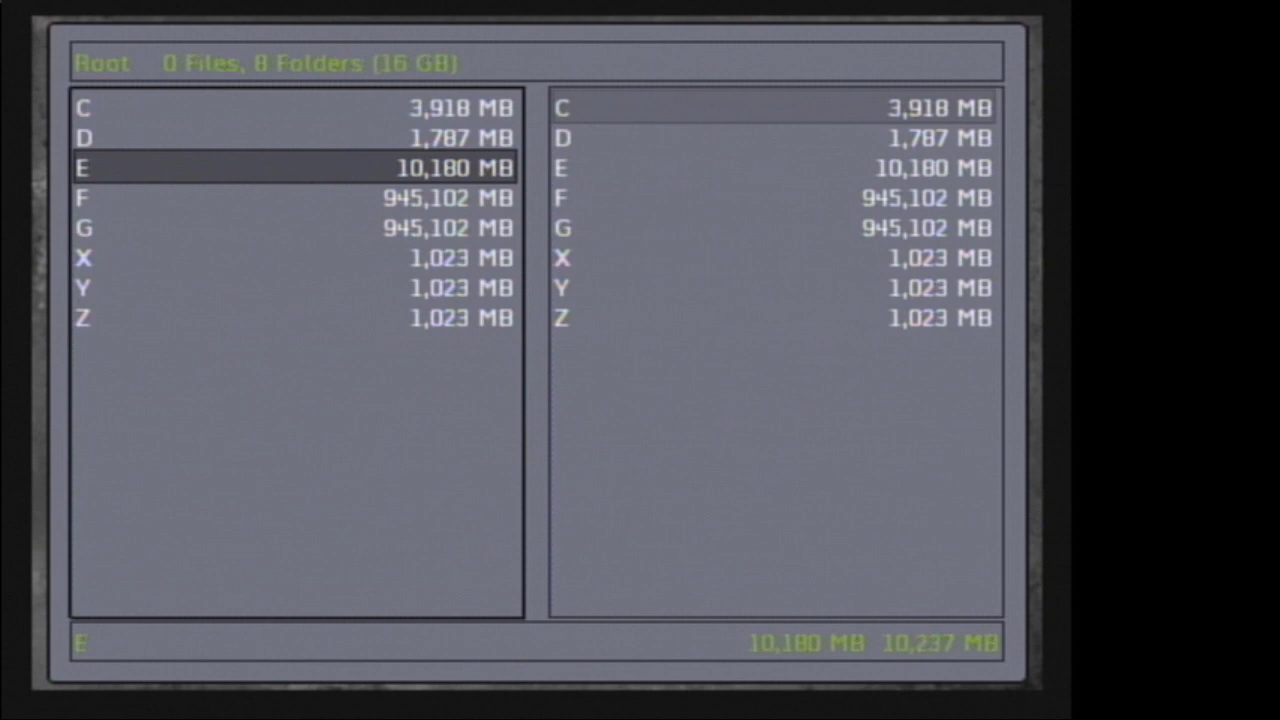 Root 0 Files, 8 Folders (16 GB)
C 3,918 MB
D 1,787 MB
E 10,180 MB
F 945,102 MB
G 945,102 MB
X 1,023 MB
Y 1,023 MB
Z 1,023 MB
C 3,918 MB
D 1,787 MB
E 10,180 MB
F 945,102 MB
G 945,102 MB
X 1,023 MB
Y 1,023 MB
Z 1,023 MB
E 10,180 MB 10,237 MB